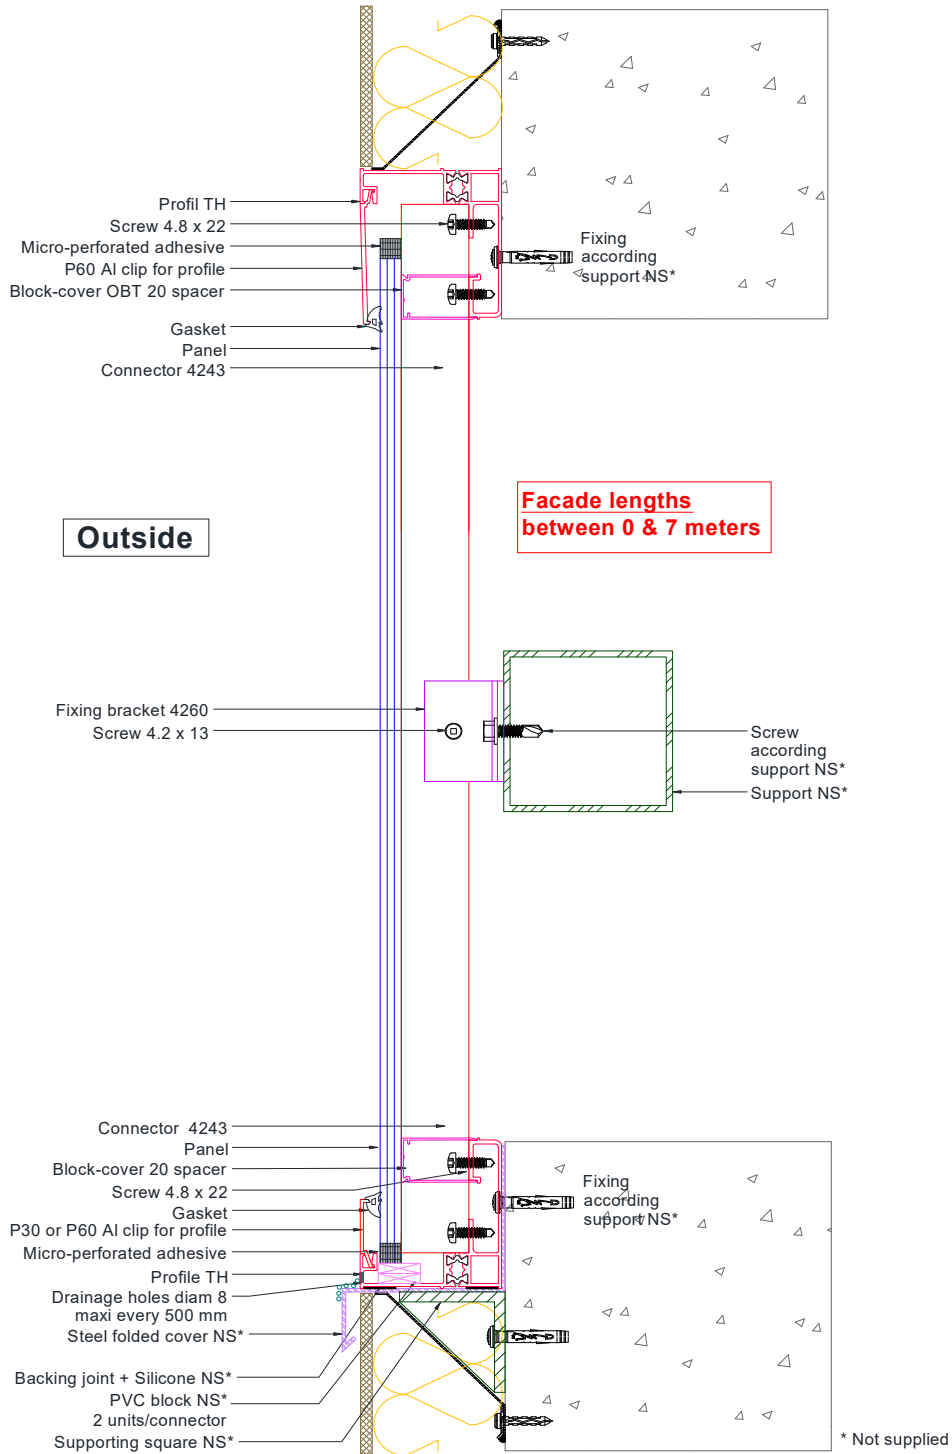 Profil TH
Screw 4.8 x 22
Micro-perforated adhesive
P60 Al clip for profile
Block-cover OBT 20 spacer
Gasket
Panel
Connector 4243
Fixing
according
support NS*
Outside
Facade lengths
between 0 & 7 meters
Fixing bracket 4260
Screw 4.2 x 13
Screw
according
support NS*
Support NS*
Connector 4243
Panel
Block-cover 20 spacer
Screw 4.8 x 22
Gasket
P30 or P60 Al clip for profile
Micro-perforated adhesive
Profile TH
Drainage holes diam 8
maxi every 500 mm
Steel folded cover NS*
Backing joint + Silicone NS*
PVC block NS*
2 units/connector
Supporting square NS*
Fixing
according
support NS*
* Not supplied